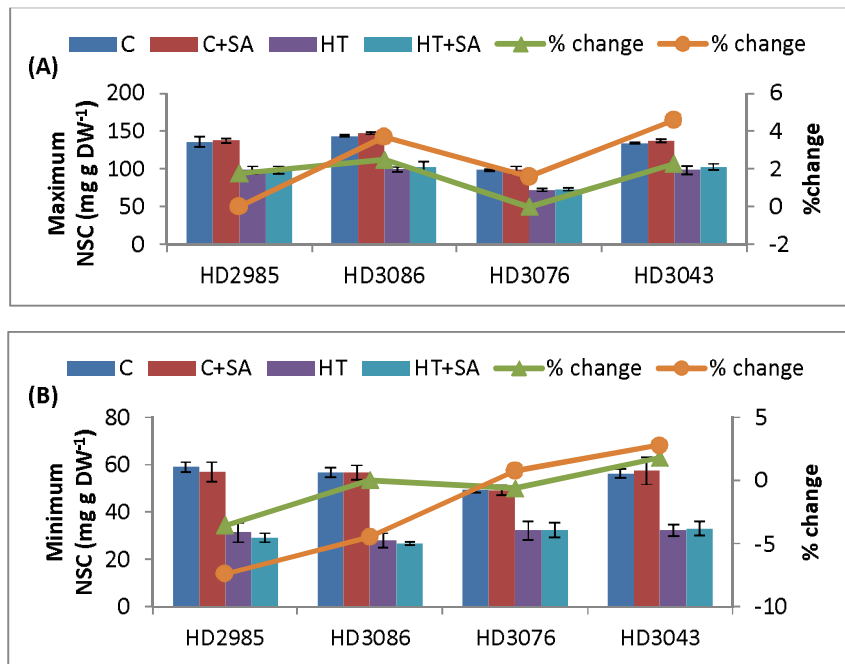 C C+SA HT HT+SA % change % change
(A)
Maximum
NSC (mg g DW-1)
200
150
100
50
0
6
4
2
0
-2
%change
HD2985 HD3086 HD3076 HD3043
C C+SA HT HT+SA % change % change
(B)
Minimum
NSC (mg g DW-1)
80
60
40
20
0
5
0
-5
-10
% change
HD2985 HD3086 HD3076 HD3043